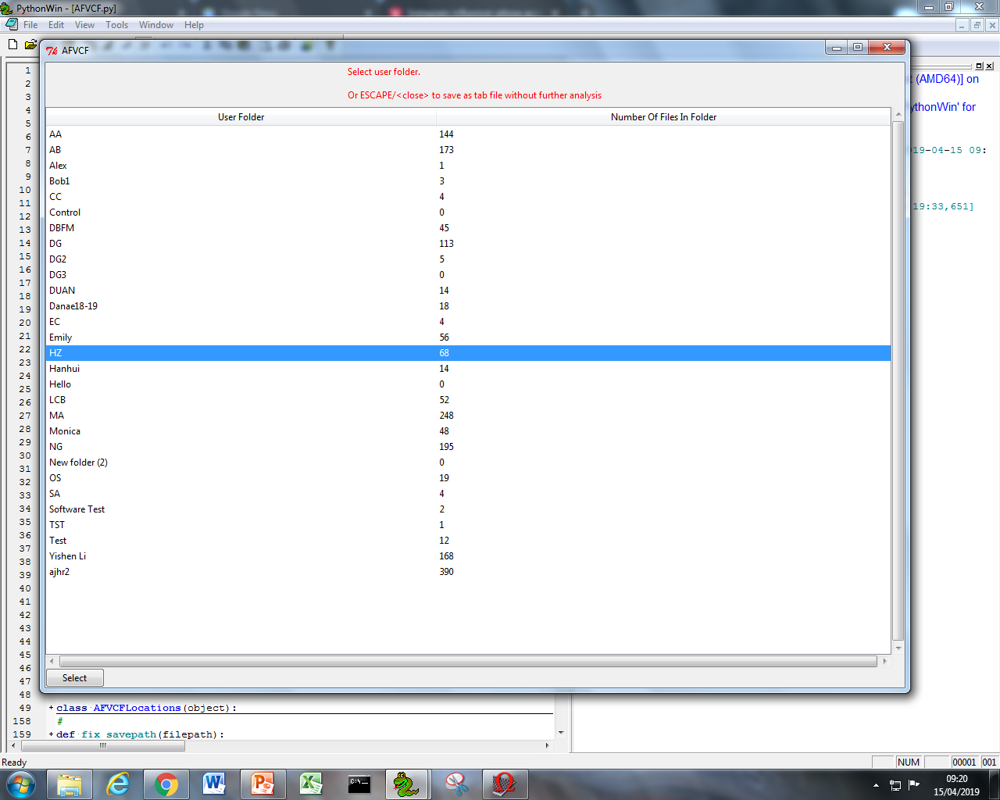 PythonWin - [AFVCF.py]
File Edit View Tools Window Help
AFVCF
Select user folder.
Or ESCAPE/<close> to save as tab file without further analysis
User Folder Number Of Files In Folder
AA 144
AB 173
Alex 1
Bob1 3
CC 4
Control 0
DBFM 45
DG 113
DG2 5
DG3 0
DUAN 14
Danae18-19 18
EC 4
Emily 56
HZ 68
Hanhui 14
Hello 0
LCB 52
MA 248
Monica 48
NG 195
New folder (2) 0
OS 19
SA 4
Software Test 2
TST 1
Test 12
Yishen Li 168
ajhr2 390
Select
1
2
3
4
5
6
7
8
9
10
11
12
13
14
15
16
17
18
19
20
21
22
23
24
25
26
27
28
29
30
31
32
33
34
35
36
37
38
39
40
41
42
43
44
45
46
47
48
49 + class AFVCFLocations(object):
158 #
159 + def fix_savepath(filepath):
(AMD64)] on
ythonWin' for
19-04-15 09:
19:33,651]
Ready NUM 00001 001
09:20
15/04/2019